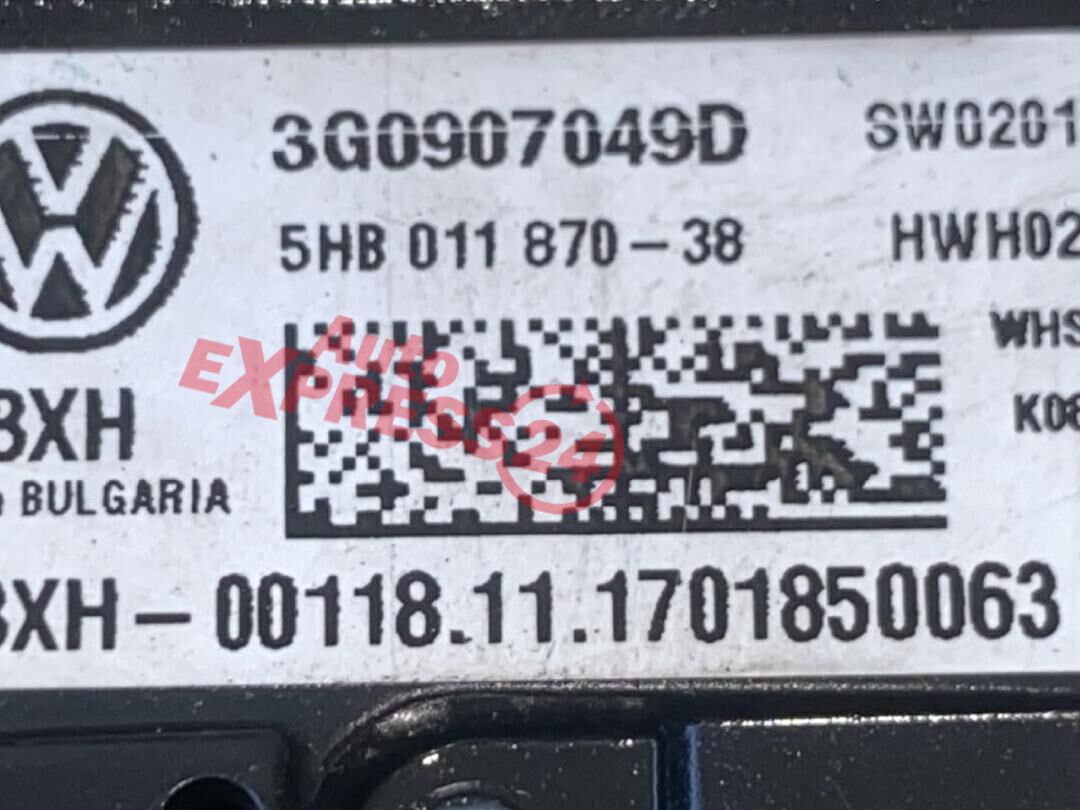 3G0907049D SW0201
5HB 011 870-38 HWH02
WHS
K08
BXH
BULGARIA
BXH-00118.11.1701850063
Auto
EXPRESS24